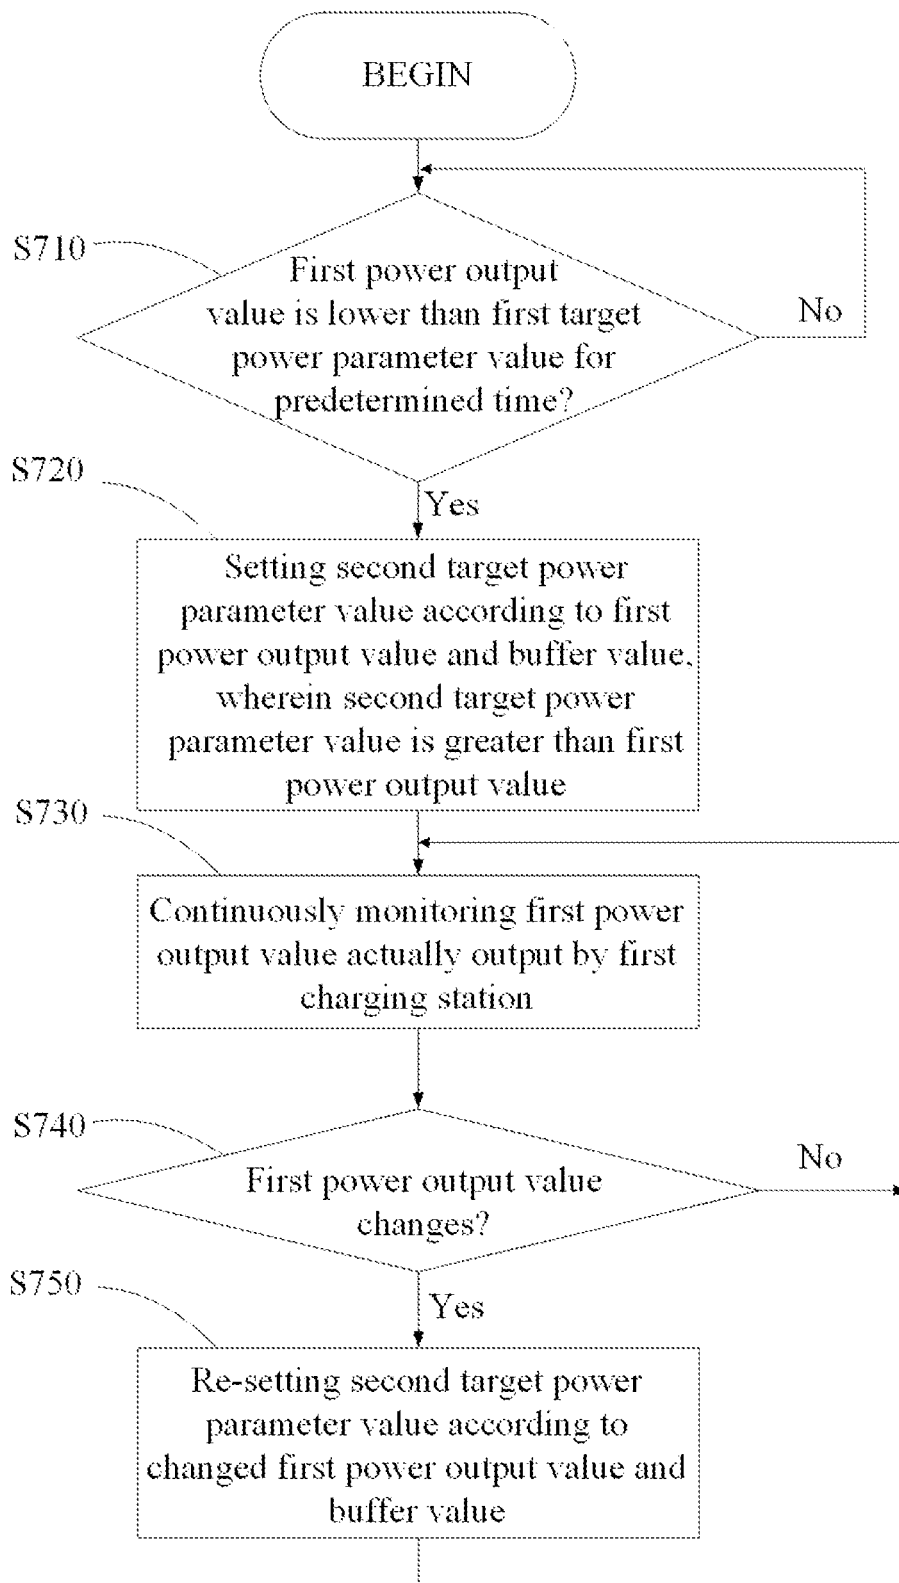 BEGIN
S710
First power output
value is lower than first target
power parameter value for
predetermined time?
No
S720
Yes
Setting second target power
parameter value according to first
power output value and buffer value,
wherein second target power
parameter value is greater than first
power output value
S730
Continuously monitoring first power
output value actually output by first
charging station
S740
First power output value
changes?
No
S750
Yes
Re-setting second target power
parameter value according to
changed first power output value and
buffer value